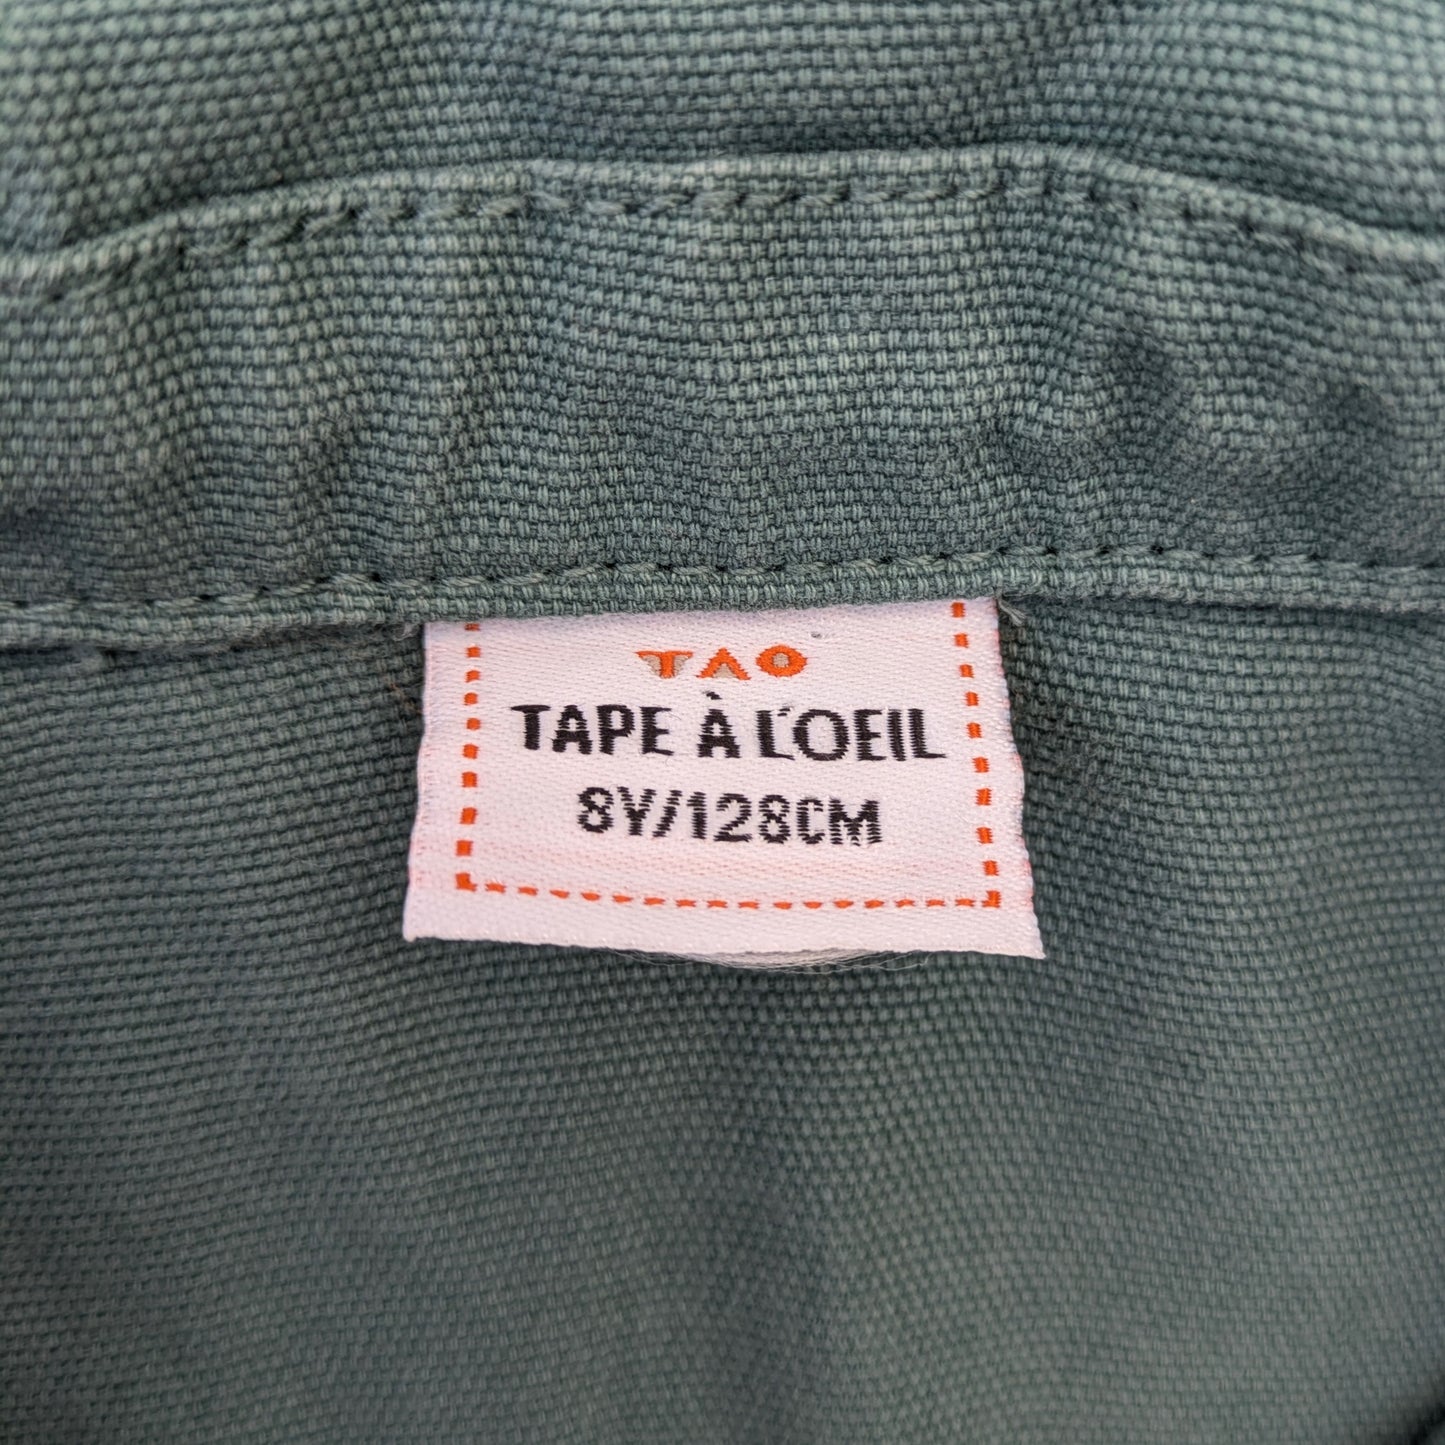 TAO
TAPE À L'OEIL
8Y/128CM